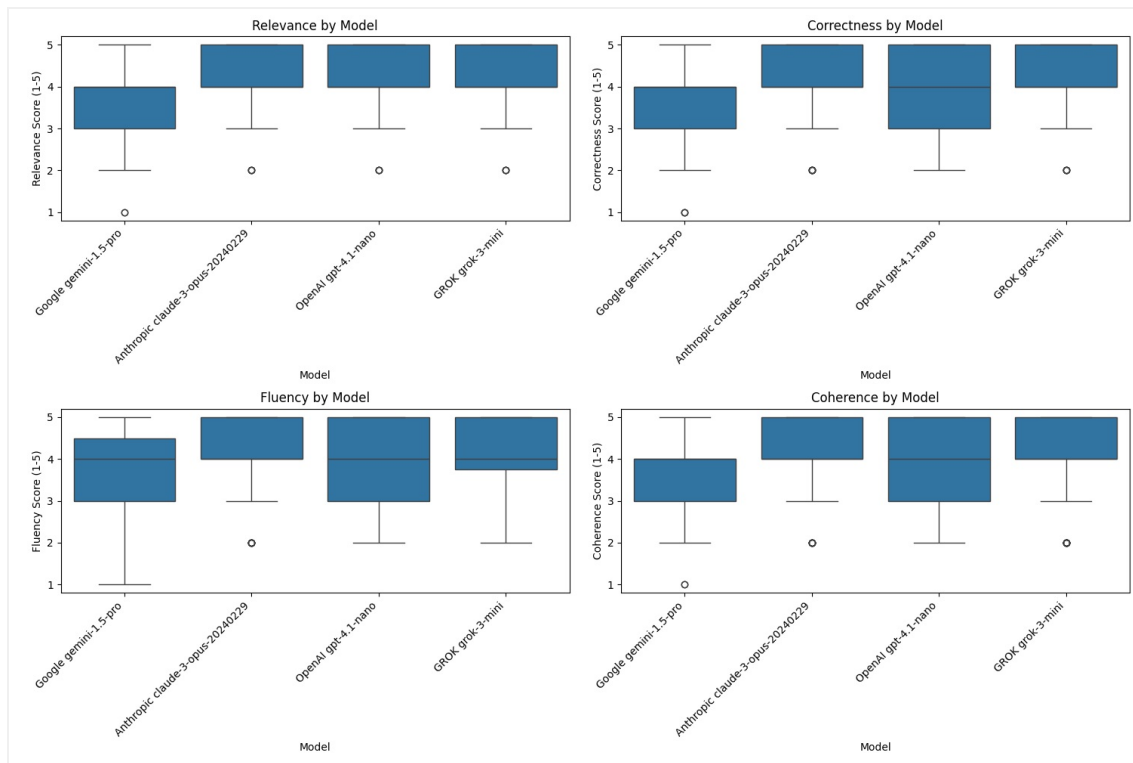 Relevance by Model
Relevance Score (1-5)
5
4
3
2
1
Google gemini-1.5-pro
Anthropic claude-3-opus-20240229
OpenAI gpt-4.1-nano
GROK grok-3-mini
Model
Correctness by Model
Correctness Score (1-5)
5
4
3
2
1
Google gemini-1.5-pro
Anthropic claude-3-opus-20240229
OpenAI gpt-4.1-nano
GROK grok-3-mini
Model
Fluency by Model
Fluency Score (1-5)
5
4
3
2
1
Google gemini-1.5-pro
Anthropic claude-3-opus-20240229
OpenAI gpt-4.1-nano
GROK grok-3-mini
Model
Coherence by Model
Coherence Score (1-5)
5
4
3
2
1
Google gemini-1.5-pro
Anthropic claude-3-opus-20240229
OpenAI gpt-4.1-nano
GROK grok-3-mini
Model